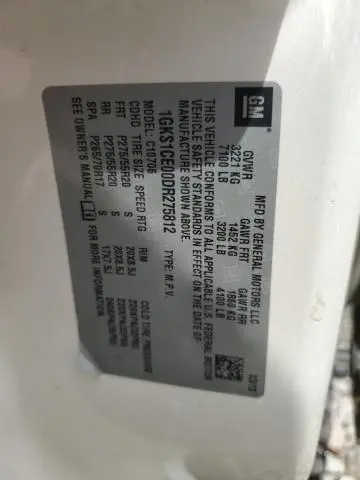 GM
MFD BY GENERAL MOTORS LLC
GVWR GAWR FRT GAWR RR
3221 KG 1452 KG 1860 KG
7100 LB 3200 LB 4100 LB
THIS VEHICLE CONFORMS TO ALL APPLICABLE U.S. FEDERAL MOTOR
VEHICLE SAFETY STANDARDS IN EFFECT ON THE DATE OF
MANUFACTURE SHOWN ABOVE.
1GKS1CE00DR275812 TYPE: M.P.V.
MODEL: C10706
TIRE SIZE SPEED RTG RIM COLD TIRE PRESSURE
FRT P275/55R20 S 20X8.5J
RR P275/55R20 S 20X8.5J
SPA P265/70R17 S 17X7.5J
SEE OWNER'S MANUAL FOR MORE INFORMATION